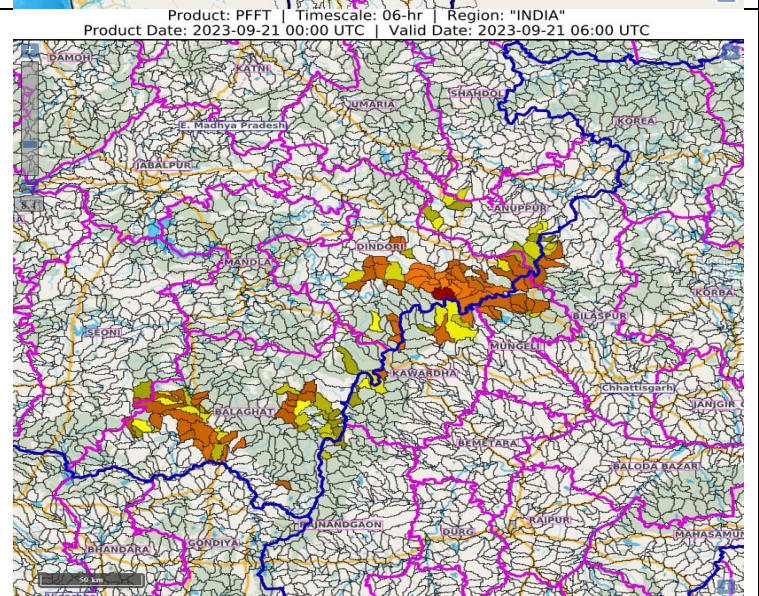 Product: PFFT | Timescale: 06-hr | Region: "INDIA"
Product Date: 2023-09-21 00:00 UTC | Valid Date: 2023-09-21 06:00 UTC
DAMOH
KATNI
UMARIA
SHAHDOL
KOREA
E. Madhya Pradesh
JABALPUR
ANUPPUR
DINDORI
MANDLA
KORBA
SEONI
BILASPUR
MUNGELI
KAWARDHA
Chhattisgarh
JANJGIR
BALAGHAT
BEMETARA
BALODA BAZAR
RAJNANDGAON
RAIPUR
DURG
MAHASAMUN
GONDIYA
BHANDARA
50 km